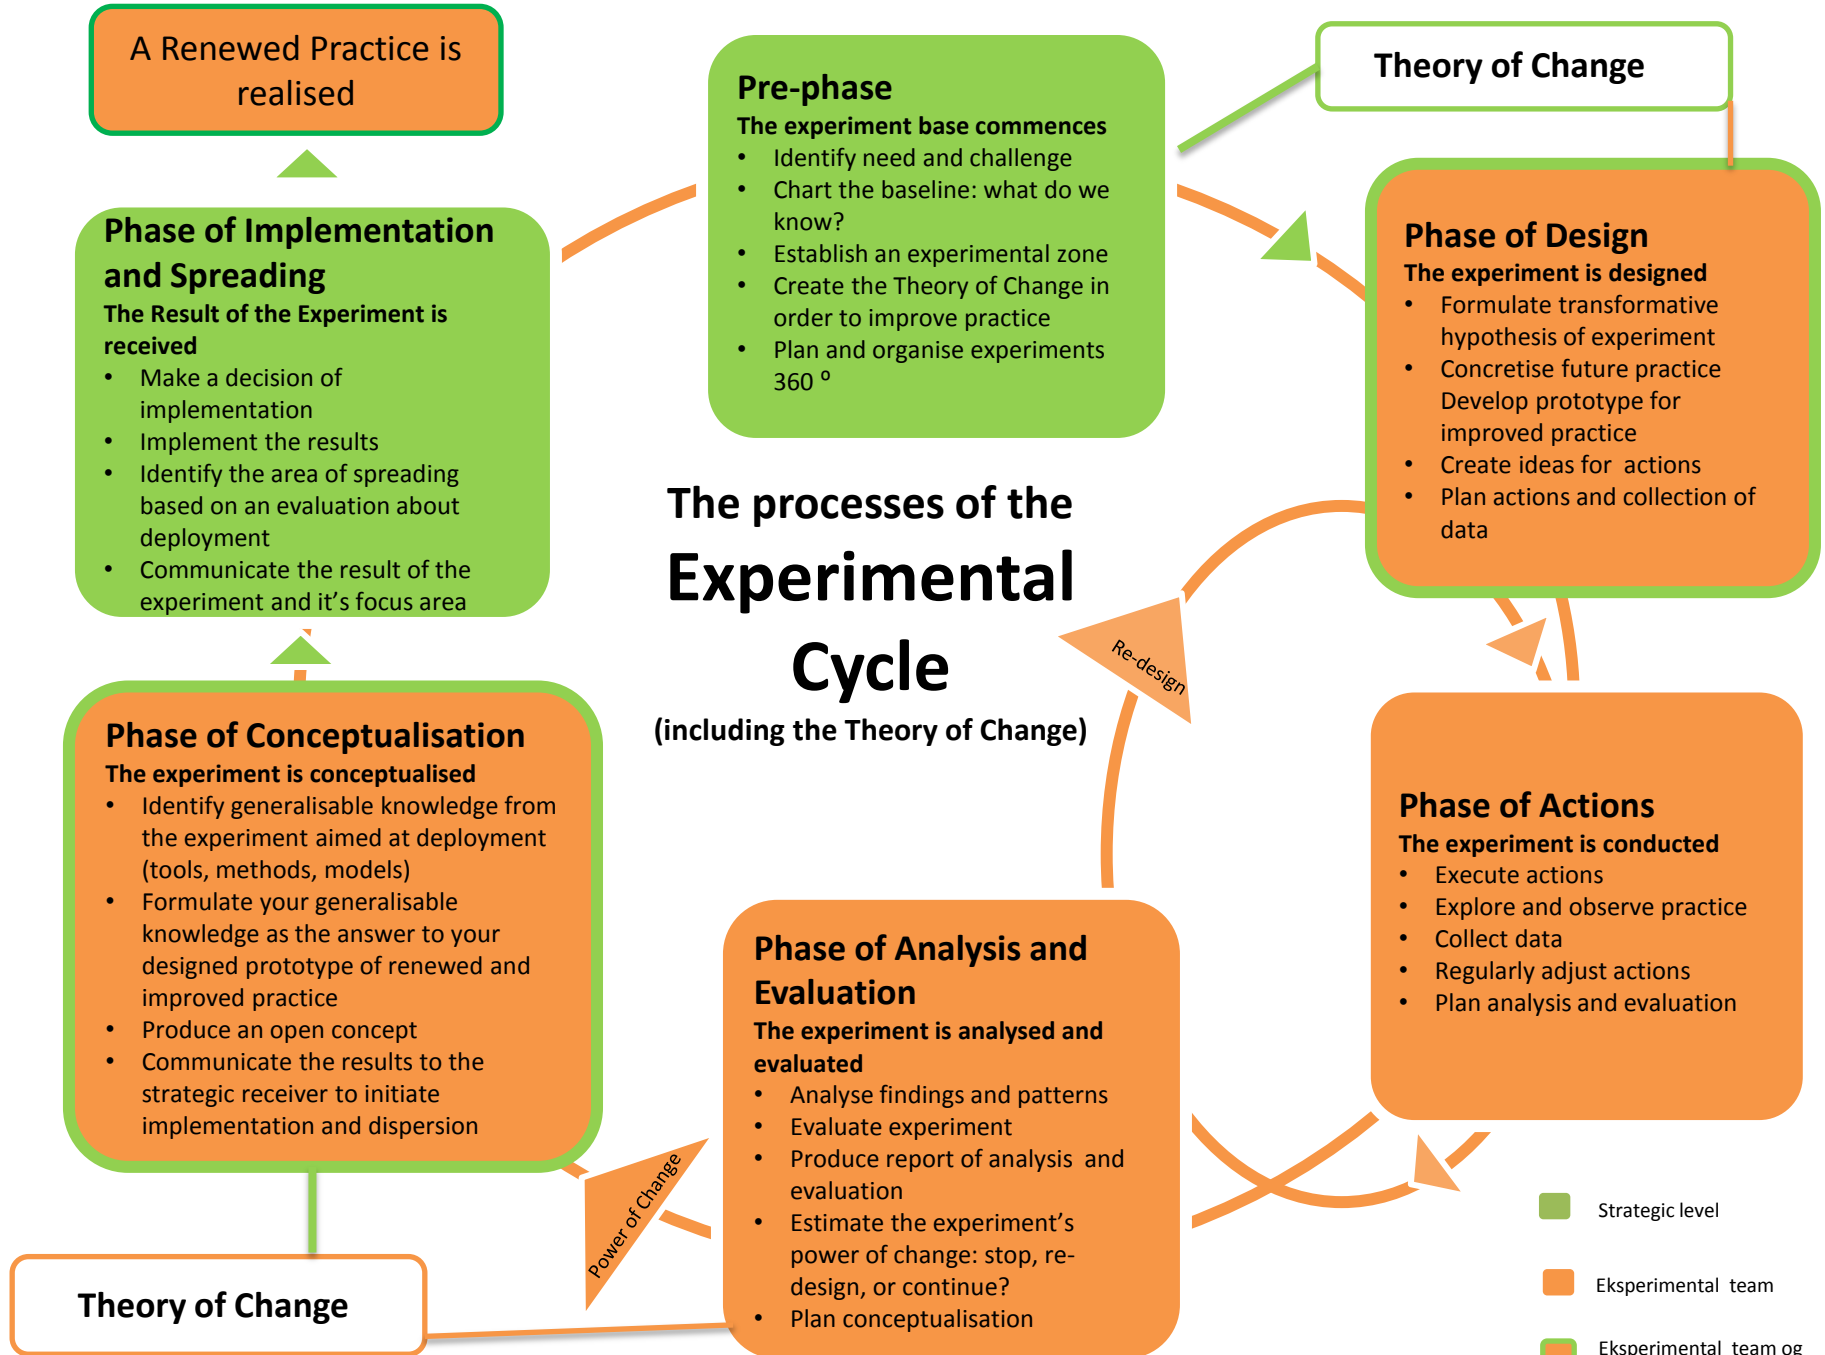 A Renewed Practice is
realised
Pre-phase
The experiment base commences
• Identify need and challenge
• Chart the baseline: what do we
know?
• Establish an experimental zone
• Create the Theory of Change in
order to improve practice
• Plan and organise experiments
360 º
Theory of Change
Phase of Design
The experiment is designed
• Formulate transformative
hypothesis of experiment
• Concretise future practice
Develop prototype for
improved practice
• Create ideas for actions
• Plan actions and collection of
data
Phase of Implementation
and Spreading
The Result of the Experiment is
received
• Make a decision of
implementation
• Implement the results
• Identify the area of spreading
based on an evaluation about
deployment
• Communicate the result of the
experiment and it's focus area
The processes of the
Experimental
Cycle
(including the Theory of Change)
Re-design
Phase of Conceptualisation
The experiment is conceptualised
• Identify generalisable knowledge from
the experiment aimed at deployment
(tools, methods, models)
• Formulate your generalisable
knowledge as the answer to your
designed prototype of renewed and
improved practice
• Produce an open concept
• Communicate the results to the
strategic receiver to initiate
implementation and dispersion
Phase of Actions
The experiment is conducted
• Execute actions
• Explore and observe practice
• Collect data
• Regularly adjust actions
• Plan analysis and evaluation
Phase of Analysis and
Evaluation
The experiment is analysed and
evaluated
• Analyse findings and patterns
• Evaluate experiment
• Produce report of analysis and
evaluation
• Estimate the experiment's
power of change: stop, re-
design, or continue?
• Plan conceptualisation
Power of Change
Theory of Change
Strategic level
Eksperimental team
Eksperimental team og